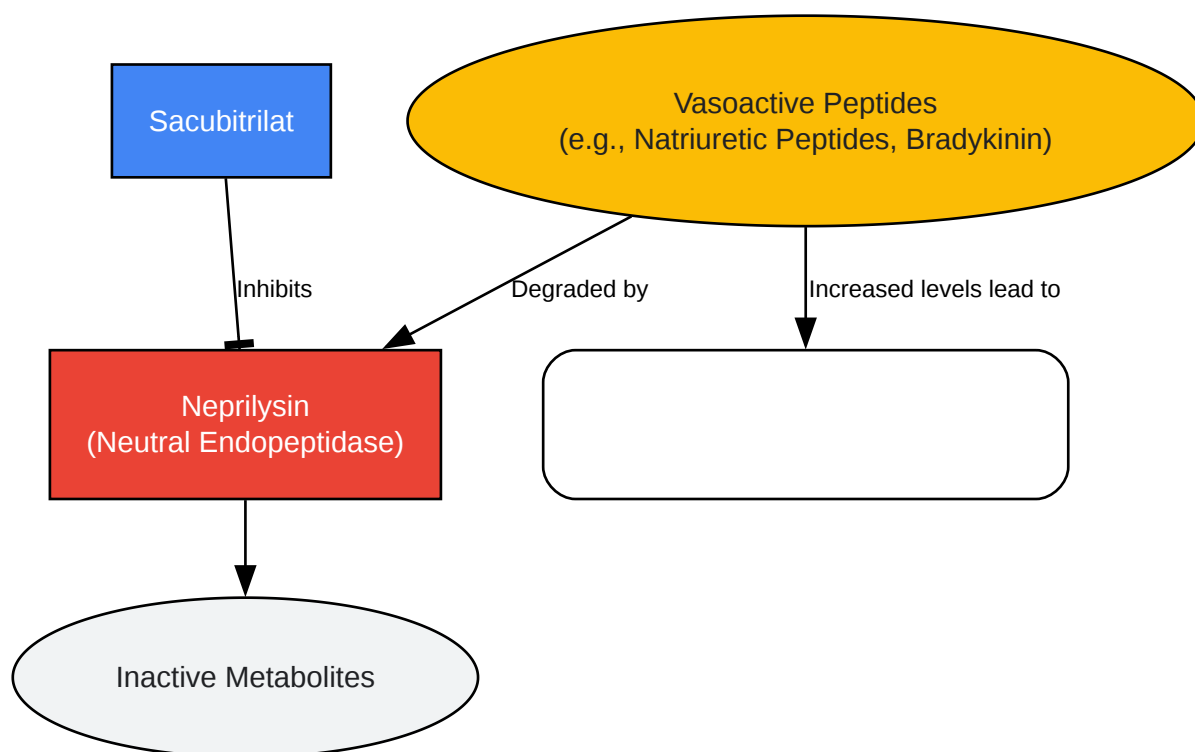 Sacubitrilat
Vasoactive Peptides
(e.g., Natriuretic Peptides, Bradykinin)
Inhibits
Degraded by
Increased levels lead to
Neprilysin
(Neutral Endopeptidase)
Inactive Metabolites